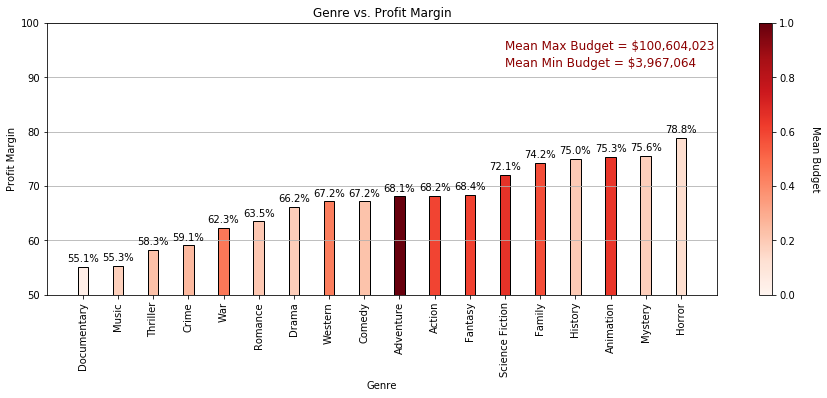 Genre vs. Profit Margin
100
90
80
70
60
50
Profit Margin
Mean Max Budget = $100,604,023
Mean Min Budget = $3,967,064
55.1%
55.3%
58.3%
59.1%
62.3%
63.5%
66.2%
67.2%
67.2%
68.1%
68.2%
68.4%
72.1%
74.2%
75.0%
75.3%
75.6%
78.8%
Documentary
Music
Thriller
Crime
War
Romance
Drama
Western
Comedy
Adventure
Action
Fantasy
Science Fiction
Family
History
Animation
Mystery
Horror
Genre
1.0
0.8
0.6
0.4
0.2
0.0
Mean Budget